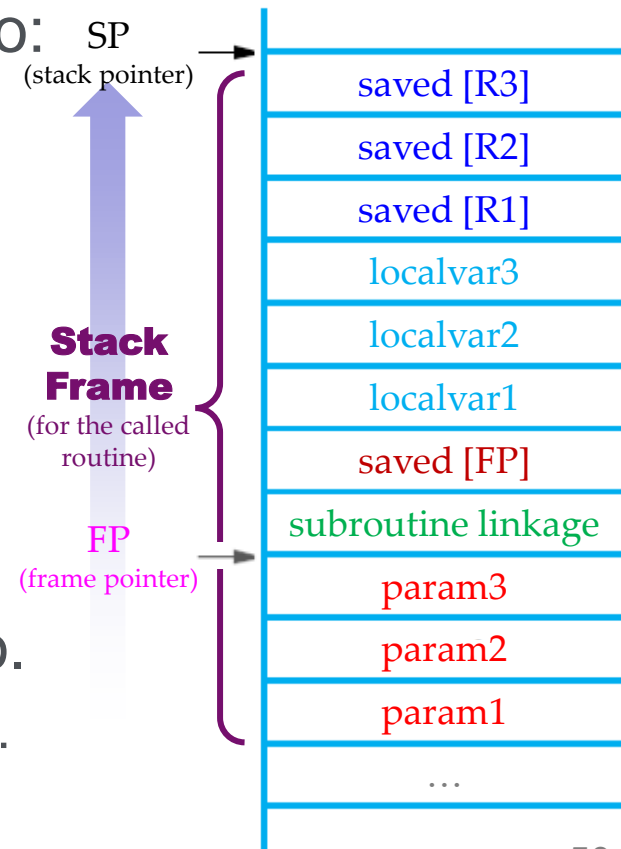 o:
SP
(stack pointer)
saved [R3]
saved [R2]
saved [R1]
localvar3
localvar2
Stack
Frame
(for the called
routine)
localvar1
saved [FP]
subroutine linkage
FP
(frame pointer)
param3
param2
param1
.
…